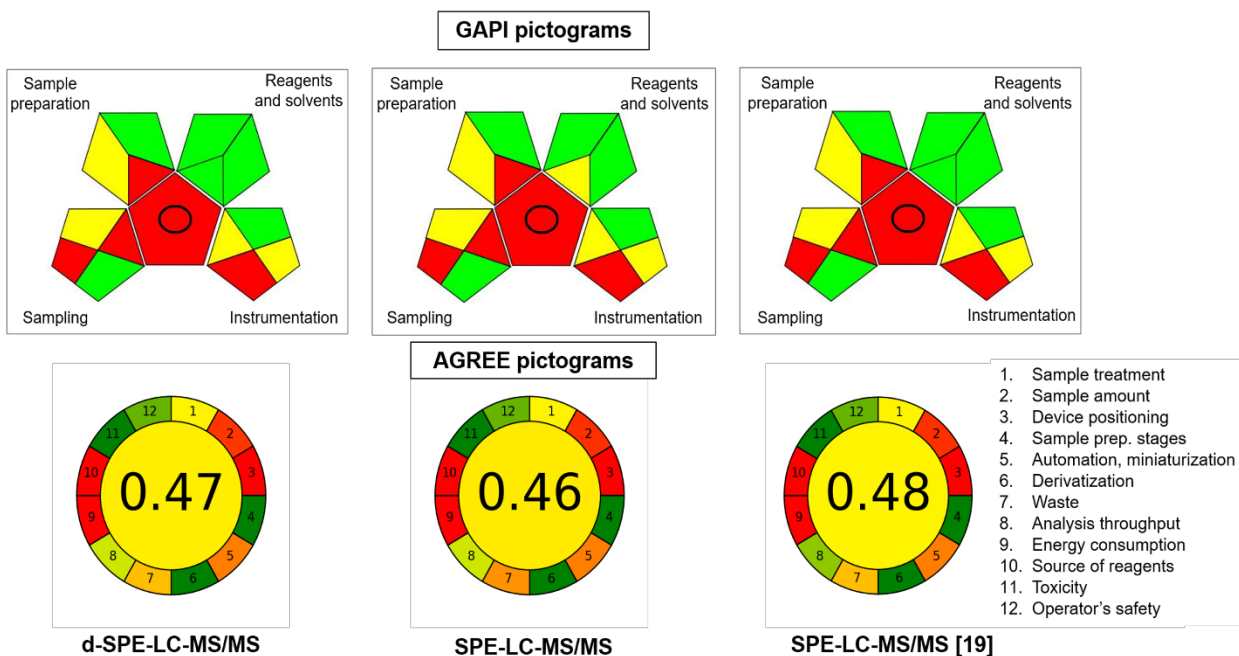 GAPI pictograms
Sample
preparation
Reagents
and solvents
Sampling
Instrumentation
Sample
preparation
Reagents
and solvents
Sampling
Instrumentation
Sample
preparation
Reagents
and solvents
Sampling
Instrumentation
AGREE pictograms
12
1
11
2
10
3
0.47
9
4
8
5
7
6
d-SPE-LC-MS/MS
12
1
11
2
10
3
0.46
9
4
8
5
7
6
SPE-LC-MS/MS
12
1
11
2
10
3
0.48
9
4
8
5
7
6
SPE-LC-MS/MS [19]
1. Sample treatment
2. Sample amount
3. Device positioning
4. Sample prep. stages
5. Automation, miniaturization
6. Derivatization
7. Waste
8. Analysis throughput
9. Energy consumption
10. Source of reagents
11. Toxicity
12. Operator's safety